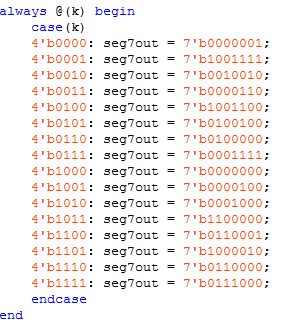 always @(k) begin
case(k)
4'b0000: seg7out = 7'b0000001;
4'b0001: seg7out = 7'b1001111;
4'b0010: seg7out = 7'b0010010;
4'b0011: seg7out = 7'b0000110;
4'b0100: seg7out = 7'b1001100;
4'b0101: seg7out = 7'b0100100;
4'b0110: seg7out = 7'b0100000;
4'b0111: seg7out = 7'b0001111;
4'b1000: seg7out = 7'b0000000;
4'b1001: seg7out = 7'b0000100;
4'b1010: seg7out = 7'b0001000;
4'b1011: seg7out = 7'b1100000;
4'b1100: seg7out = 7'b0110001;
4'b1101: seg7out = 7'b1000010;
4'b1110: seg7out = 7'b0110000;
4'b1111: seg7out = 7'b0111000;
endcase
end